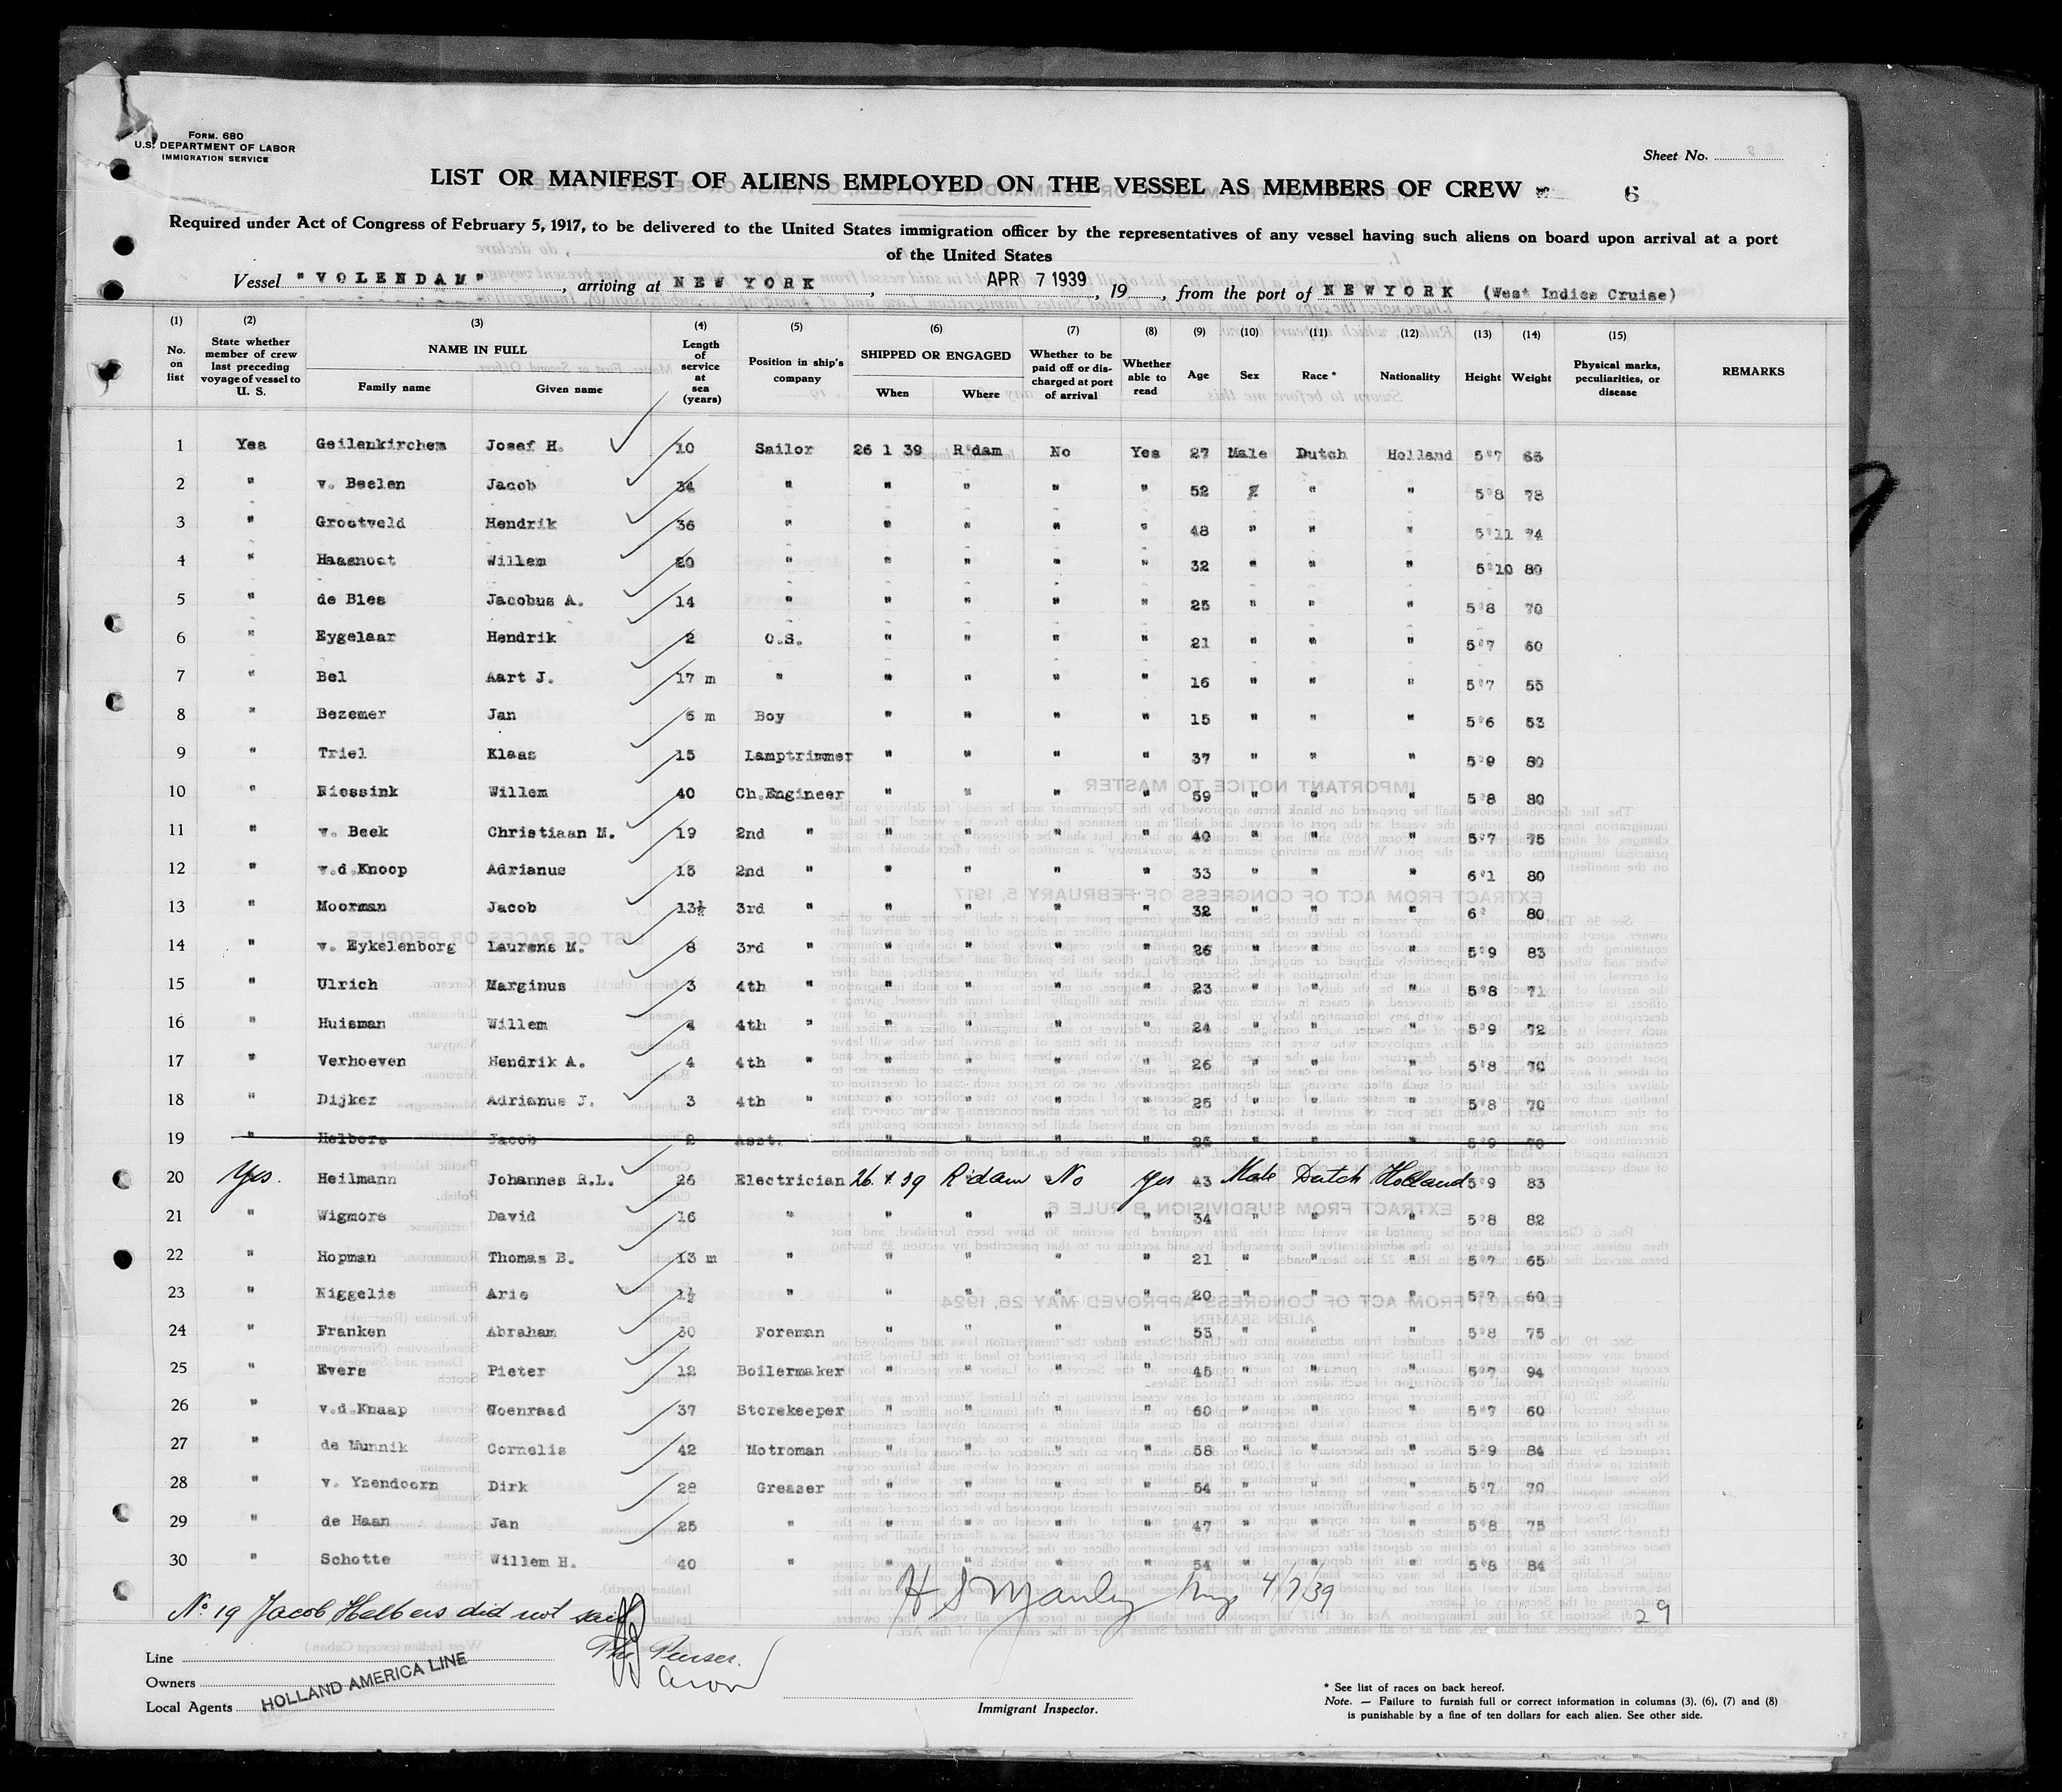 FORM. 680
U.S. DEPARTMENT OF LABOR
IMMIGRATION SERVICE
Sheet No.
LIST OR MANIFEST OF ALIENS EMPLOYED ON THE VESSEL AS MEMBERS OF CREW 6
Required under Act of Congress of February 5, 1917, to be delivered to the United States immigration officer by the representatives of any vessel having such aliens on board upon arrival at a port
of the United States
Vessel "VOLENDAM", arriving at NEW YORK, APR 7 1939, 19, from the port of NEWYORK (West Indies Cruise)
(1) (2) (3) (4) (5) (6) (7) (8) (9) (10) (11) (12) (13) (14) (15)
No. on list State whether member of crew last preceding voyage of vessel to U. S. NAME IN FULL Family name Given name Length of service at sea (years) Position in ship's company SHIPPED OR ENGAGED When Where Whether to be paid off or discharged at port of arrival Whether able to read Age Sex Race * Nationality Height Weight Physical marks, peculiarities, or disease REMARKS
1 Yes Geilenkirchem Josef H. 10 Sailor 26 1 39 R'dam No Yes 27 Male Dutch Holland 5'7 65
2 " v. Beelen Jacob 34 " " " " " 52 " " " 5'8 78
3 " Grootveld Hendrik 36 " " " " " 48 " " " 5'11 74
4 " Haasnoot Willem 20 " " " " " 32 " " " 5'10 80
5 " de Bles Jacobus A. 14 " " " " " 25 " " " 5'8 70
6 " Eygelaar Hendrik 2 O.S. " " " " 21 " " " 5'7 60
7 " Bel Aart J. 17 m " " " " " 16 " " " 5'7 55
8 " Bezemer Jan 6 m Boy " " " " 15 " " " 5'6 53
9 " Triel Klaas 15 Lamptrimmer " " " " 37 " " " 5'9 80
10 " Niessink Willem 40 Ch.Engineer " " " " 59 " " " 5'8 80
11 " v. Beek Christiaan M. 19 2nd " " " " " 40 " " " 5'7 75
12 " v.d.Knoop Adrianus 15 2nd " " " " " 33 " " " 6'1 80
13 " Moorman Jacob 13½ 3rd " " " " " 32 " " " 6' 80
14 " v. Eykelenborg Laurens M. 8 3rd " " " " " 26 " " " 5'9 83
15 " Ulrich Marginus 3 4th " " " " " 23 " " " 5'8 71
16 " Huisman Willem 4 4th " " " " " 24 " " " 5'9 72
17 " Verhoeven Hendrik A. 4 4th " " " " " 26 " " " 5'8 70
18 " Dijker Adrianus J. 3 4th " " " " " 25 " " " 5'8 70
19 " Helbers Jacob 2 Asst. " " " " 25 " " " 5'9 70
20 Yes. Heilmann Johannes R.L. 26 Electrician 26 1 39 R'dam No Yes 43 Male Dutch Holland 5'9 83
21 " Wigmore David 16 " " " " " 34 " " " 5'8 82
22 " Hopman Thomas B. 13 m " " " " " 21 " " " 5'7 65
23 " Niggelie Arie 1½ " " " " " 20 " " " 5'7 60
24 " Franken Abraham 30 Foreman " " " " 53 " " " 5'8 75
25 " Evers Pieter 12 Boilermaker " " " " 45 " " " 5'7 94
26 " v.d.Knaap Coenraad 37 Storekeeper " " " " 60 " " " 5'7 60
27 " de Munnik Cornelis 42 Motroman " " " " 58 " " " 5'9 84
28 " v. Yzendoorn Dirk 28 Greaser " " " " 54 " " " 5'7 70
29 " de Haan Jan 25 " " " " " 47 " " " 5'8 75
30 " Schotte Willem H. 40 " " " " " 54 " " " 5'8 84
No 19 Jacob Helbers did not sail
H S Manley Insp 4/7/39
29
The Purser.
Line
Owners
Local Agents HOLLAND AMERICA LINE
Immigrant Inspector.
* See list of races on back hereof.
Note. — Failure to furnish full or correct information in columns (3), (6), (7) and (8)
is punishable by a fine of ten dollars for each alien. See other side.